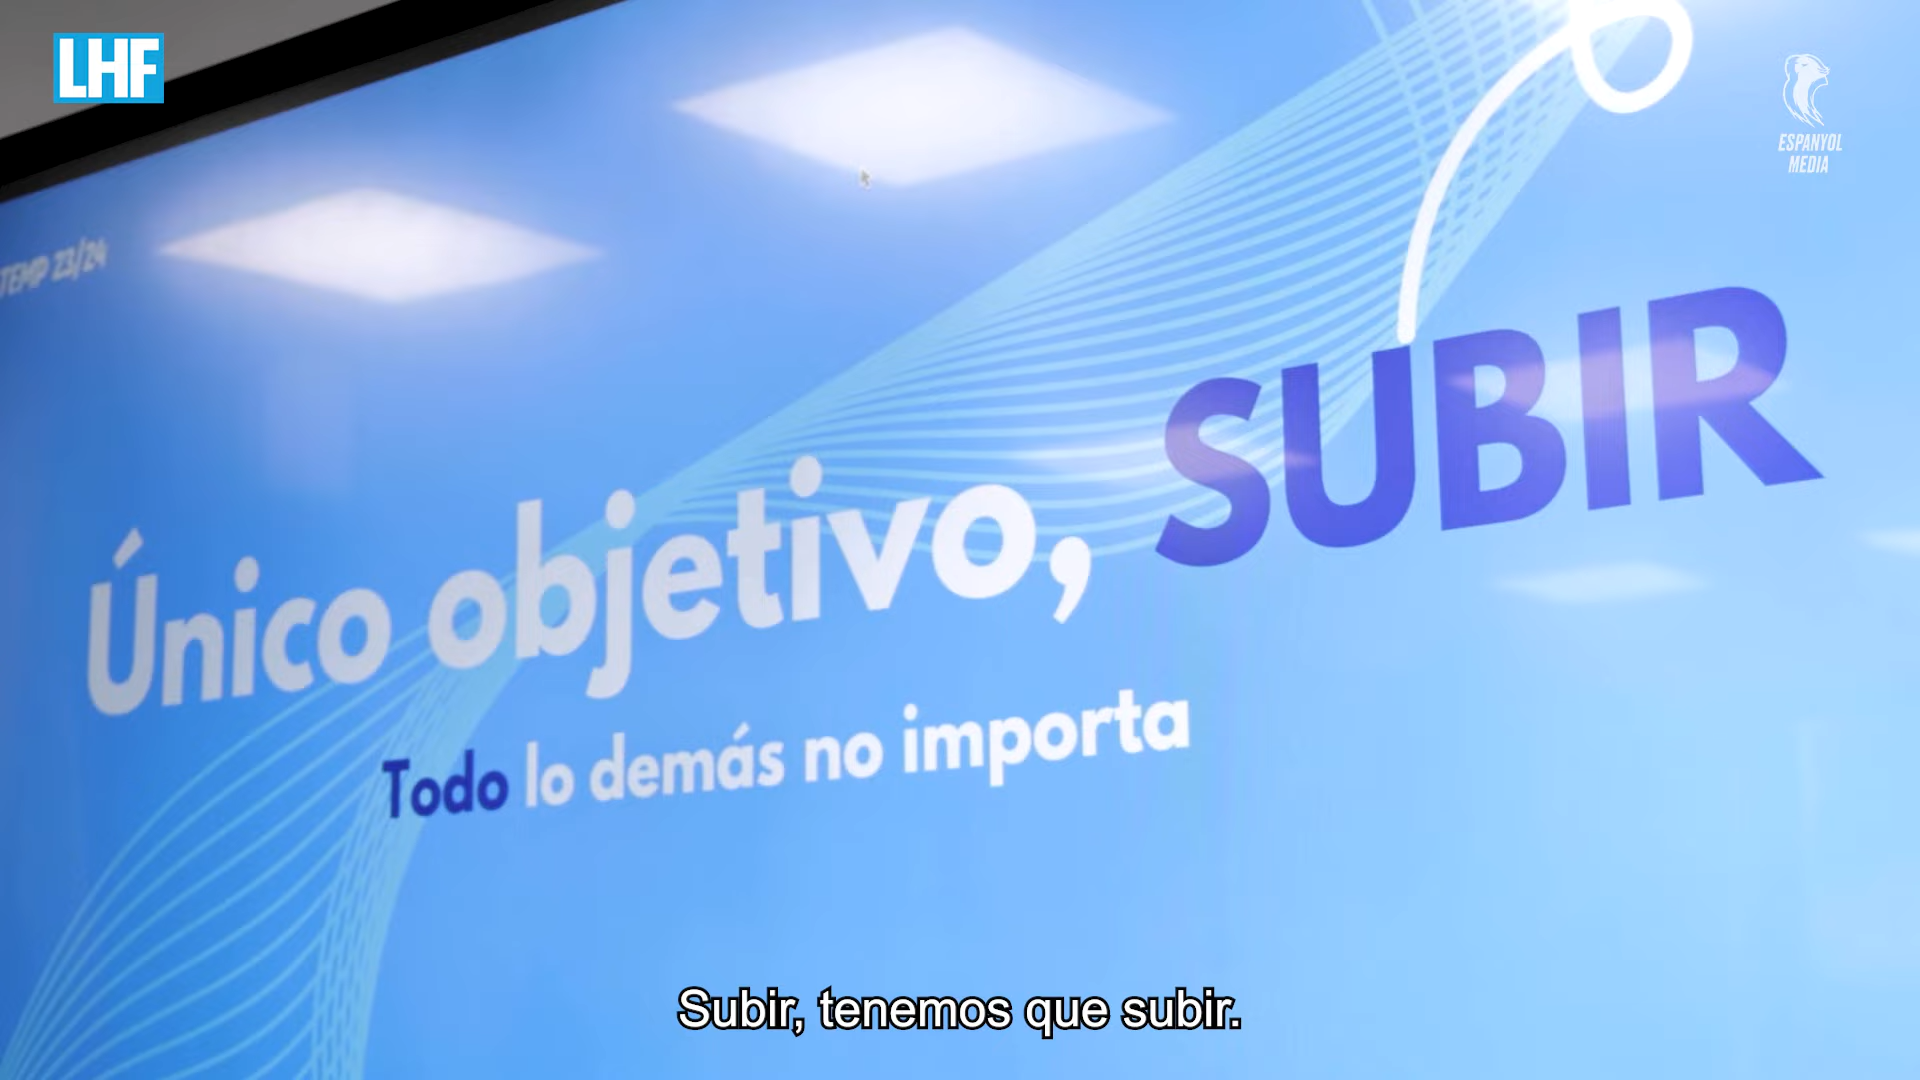 LHF
ESPANYOL
MEDIA
TEMP 23/24
Único objetivo, SUBIR
Todo lo demás no importa
Subir, tenemos que subir.